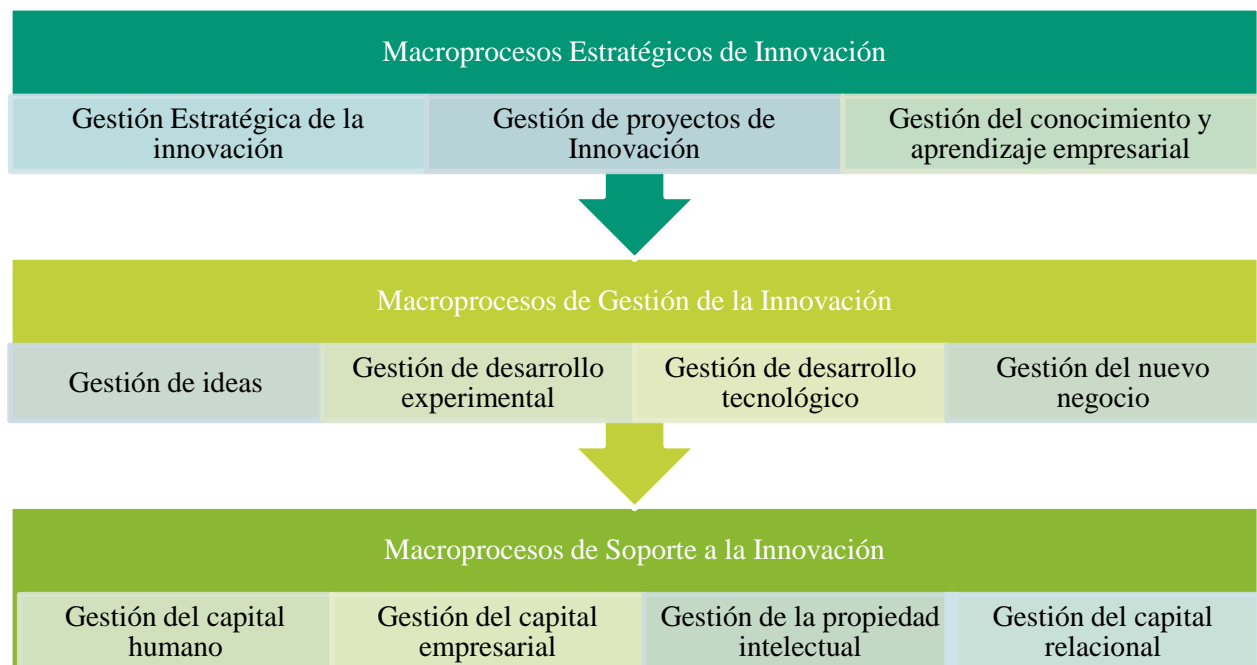 Macroprocesos Estratégicos de Innovación
Gestión Estratégica de la
innovación
Gestión de proyectos de
Innovación
Gestión del conocimiento y
aprendizaje empresarial
Macroprocesos de Gestión de la Innovación
Gestión de ideas
Gestión de desarrollo
experimental
Gestión de desarrollo
tecnológico
Gestión del nuevo
negocio
Macroprocesos de Soporte a la Innovación
Gestión del capital
humano
Gestión del capital
empresarial
Gestión de la propiedad
intelectual
Gestión del capital
relacional